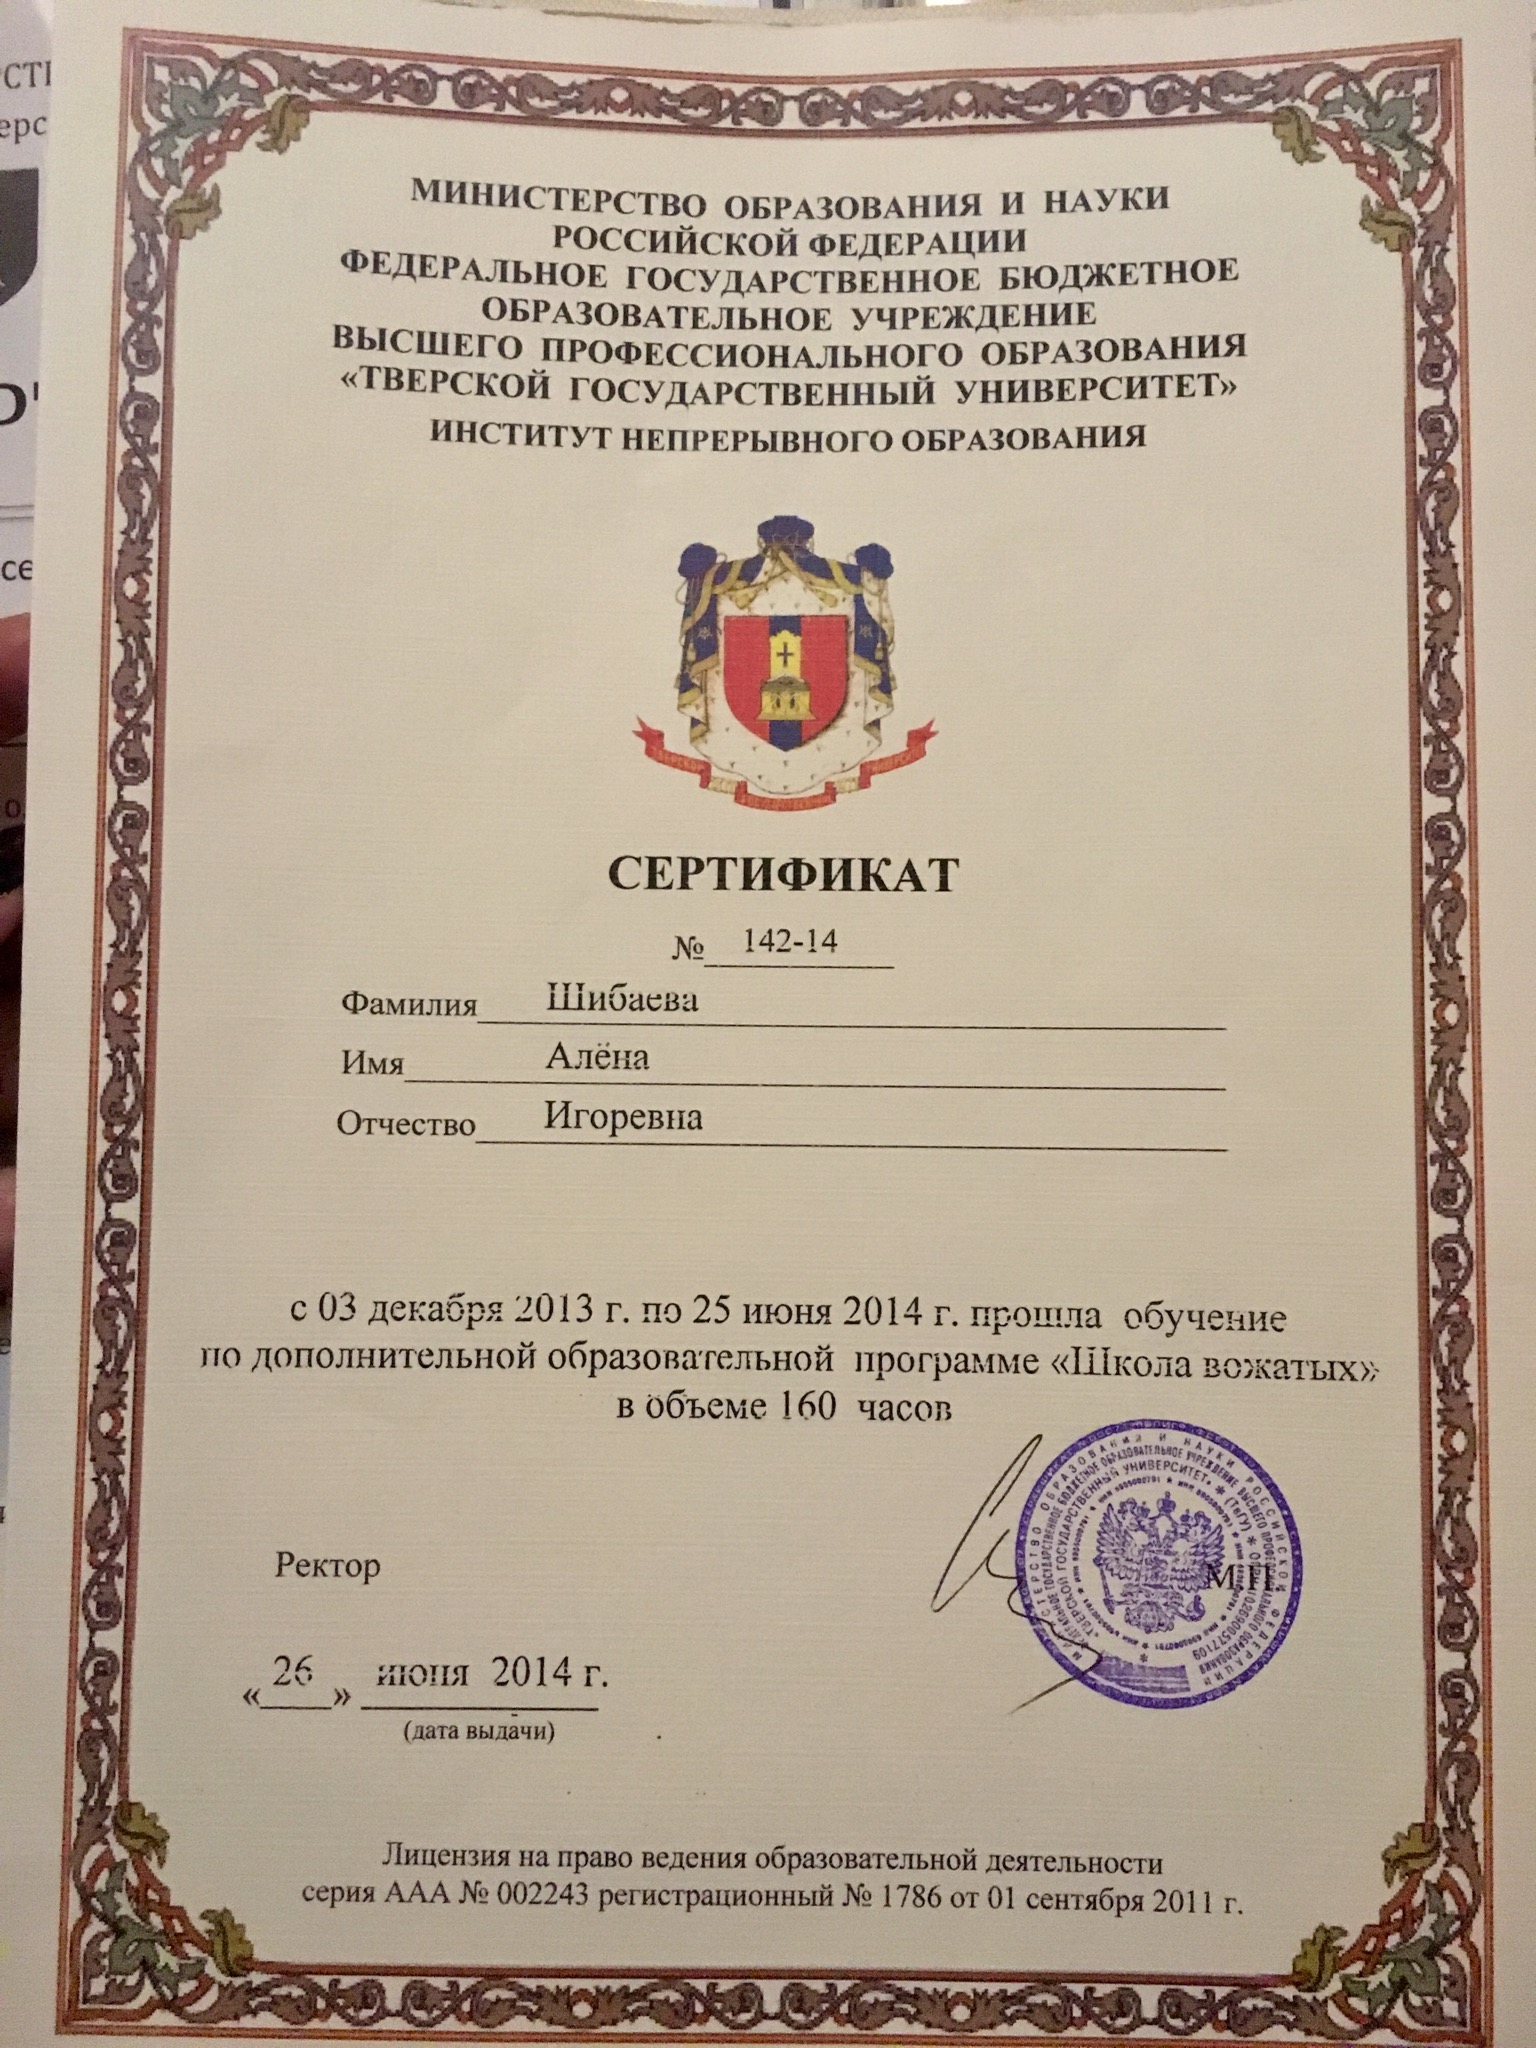 МИНИСТЕРСТВО ОБРАЗОВАНИЯ И НАУКИ
РОССИЙСКОЙ ФЕДЕРАЦИИ
ФЕДЕРАЛЬНОЕ ГОСУДАРСТВЕННОЕ БЮДЖЕТНОЕ
ОБРАЗОВАТЕЛЬНОЕ УЧРЕЖДЕНИЕ
ВЫСШЕГО ПРОФЕССИОНАЛЬНОГО ОБРАЗОВАНИЯ
«ТВЕРСКОЙ ГОСУДАРСТВЕННЫЙ УНИВЕРСИТЕТ»
ИНСТИТУТ НЕПРЕРЫВНОГО ОБРАЗОВАНИЯ
СЕРТИФИКАТ
№ 142-14
Фамилия Шибаева
Имя Алёна
Отчество Игоревна
с 03 декабря 2013 г. по 25 июня 2014 г. прошла обучение
по дополнительной образовательной программе «Школа вожатых»
в объеме 160 часов
Ректор
М.П.
«26» июня 2014 г.
(дата выдачи)
Лицензия на право ведения образовательной деятельности
серия ААА № 002243 регистрационный № 1786 от 01 сентября 2011 г.